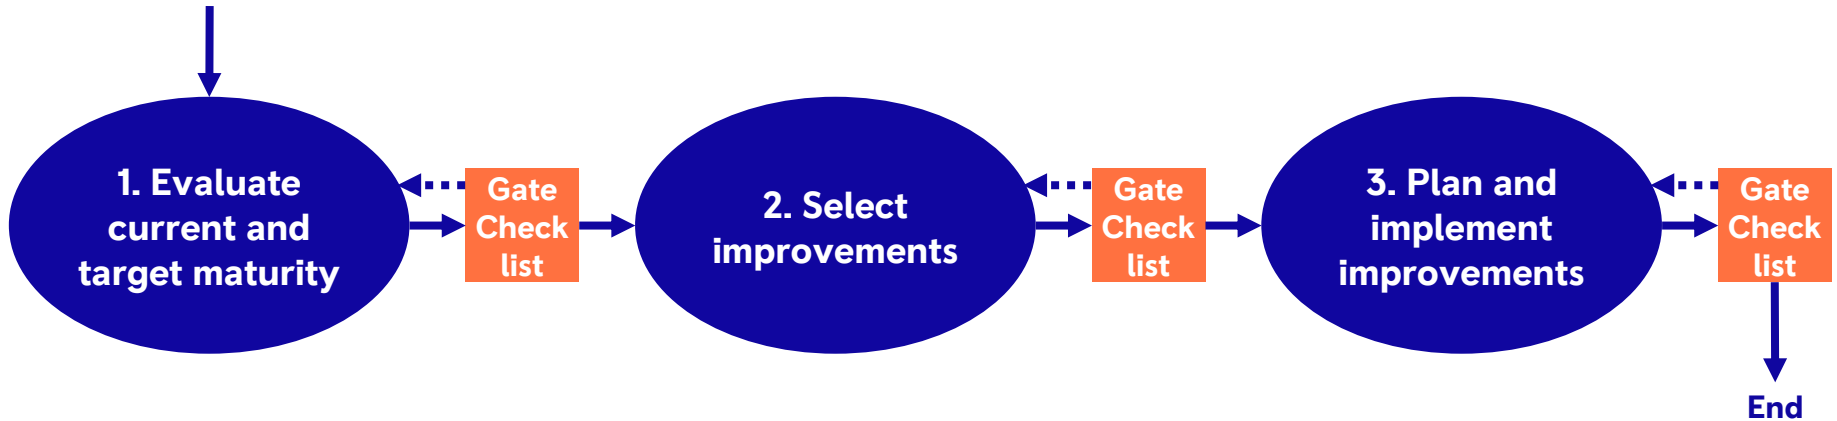 1. Evaluate
current and
target maturity
Gate
Check
list
2. Select
improvements
Gate
Check
list
3. Plan and
implement
improvements
Gate
Check
list
End